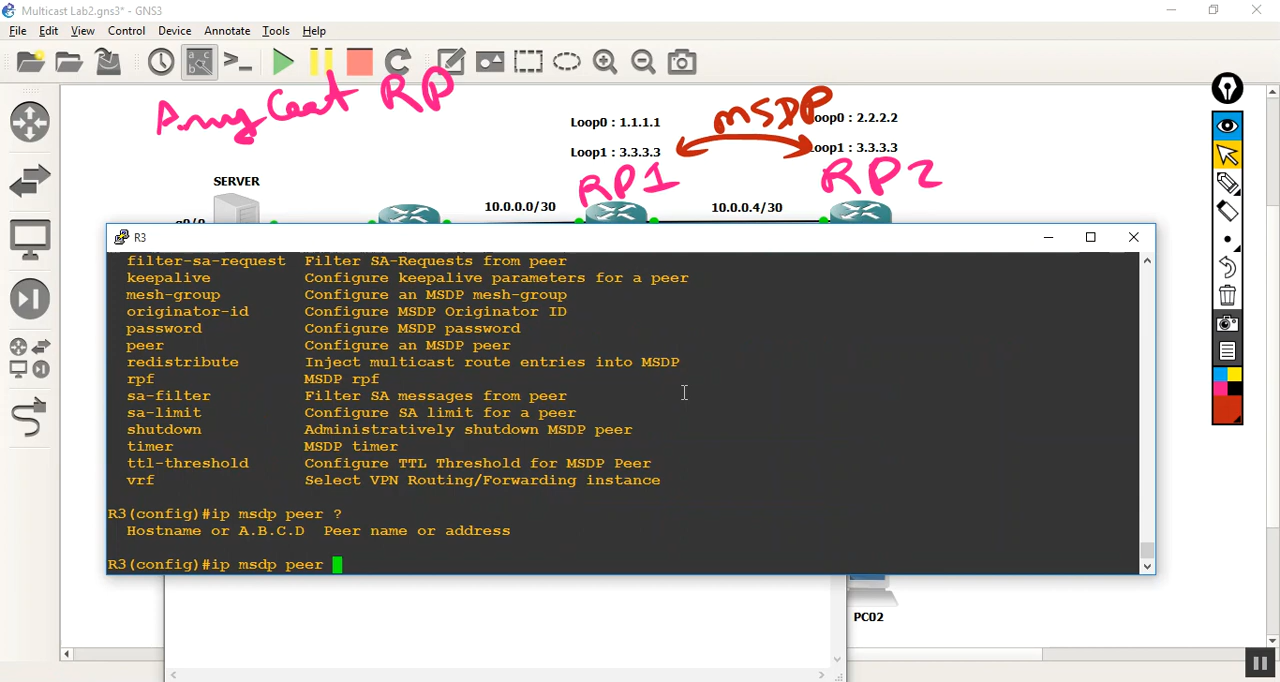 Multicast Lab2.gns3* - GNS3
File Edit View Control Device Annotate Tools Help
AnyCast RP
MSDP
Loop0 : 1.1.1.1
Loop0 : 2.2.2.2
Loop1 : 3.3.3.3
Loop1 : 3.3.3.3
RP1
RP2
SERVER
10.0.0.0/30
10.0.0.4/30
R3
filter-sa-request Filter SA-Requests from peer
keepalive Configure keepalive parameters for a peer
mesh-group Configure an MSDP mesh-group
originator-id Configure MSDP Originator ID
password Configure MSDP password
peer Configure an MSDP peer
redistribute Inject multicast route entries into MSDP
rpf MSDP rpf
sa-filter Filter SA messages from peer
sa-limit Configure SA limit for a peer
shutdown Administratively shutdown MSDP peer
timer MSDP timer
ttl-threshold Configure TTL Threshold for MSDP Peer
vrf Select VPN Routing/Forwarding instance
R3(config)#ip msdp peer ?
Hostname or A.B.C.D Peer name or address
R3(config)#ip msdp peer
PC02